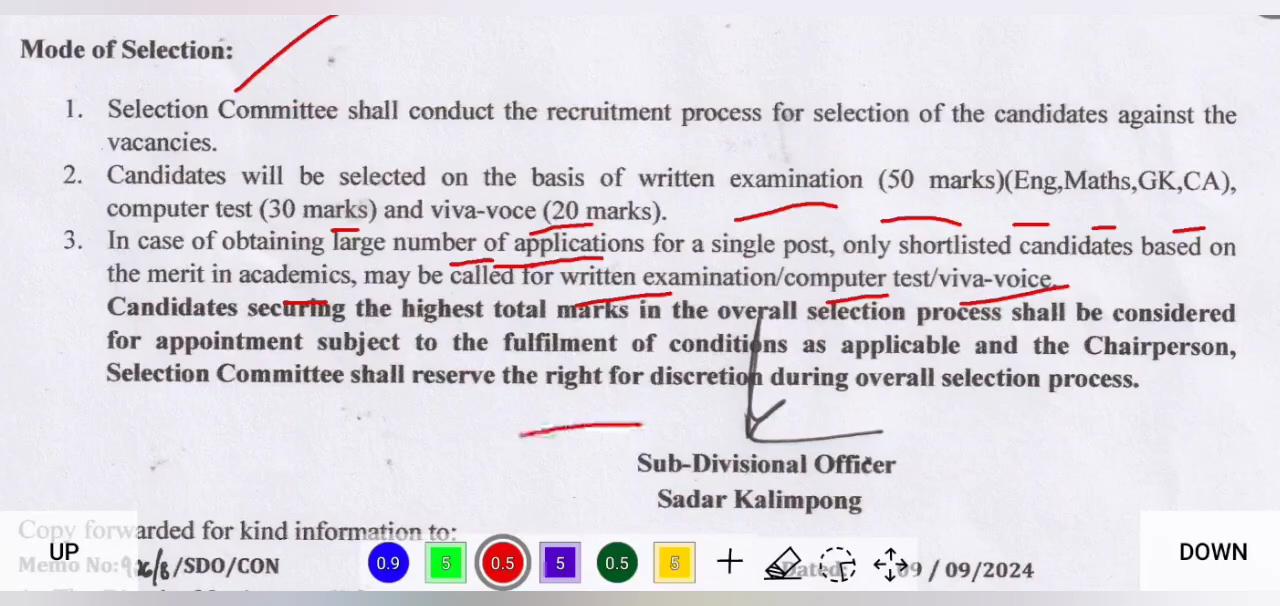 Mode of Selection:
1. Selection Committee shall conduct the recruitment process for selection of the candidates against the
vacancies.
2. Candidates will be selected on the basis of written examination (50 marks)(Eng,Maths,GK,CA),
computer test (30 marks) and viva-voce (20 marks).
3. In case of obtaining large number of applications for a single post, only shortlisted candidates based on
the merit in academics, may be called for written examination/computer test/viva-voice.
Candidates securing the highest total marks in the overall selection process shall be considered
for appointment subject to the fulfilment of conditions as applicable and the Chairperson,
Selection Committee shall reserve the right for discretion during overall selection process.
Sub-Divisional Officer
Sadar Kalimpong
Copy forwarded for kind information to:
UP
DOWN
Memo No: /SDO/CON
0.9 5 0.5 5 0.5 5
Dated: 09 / 09/2024